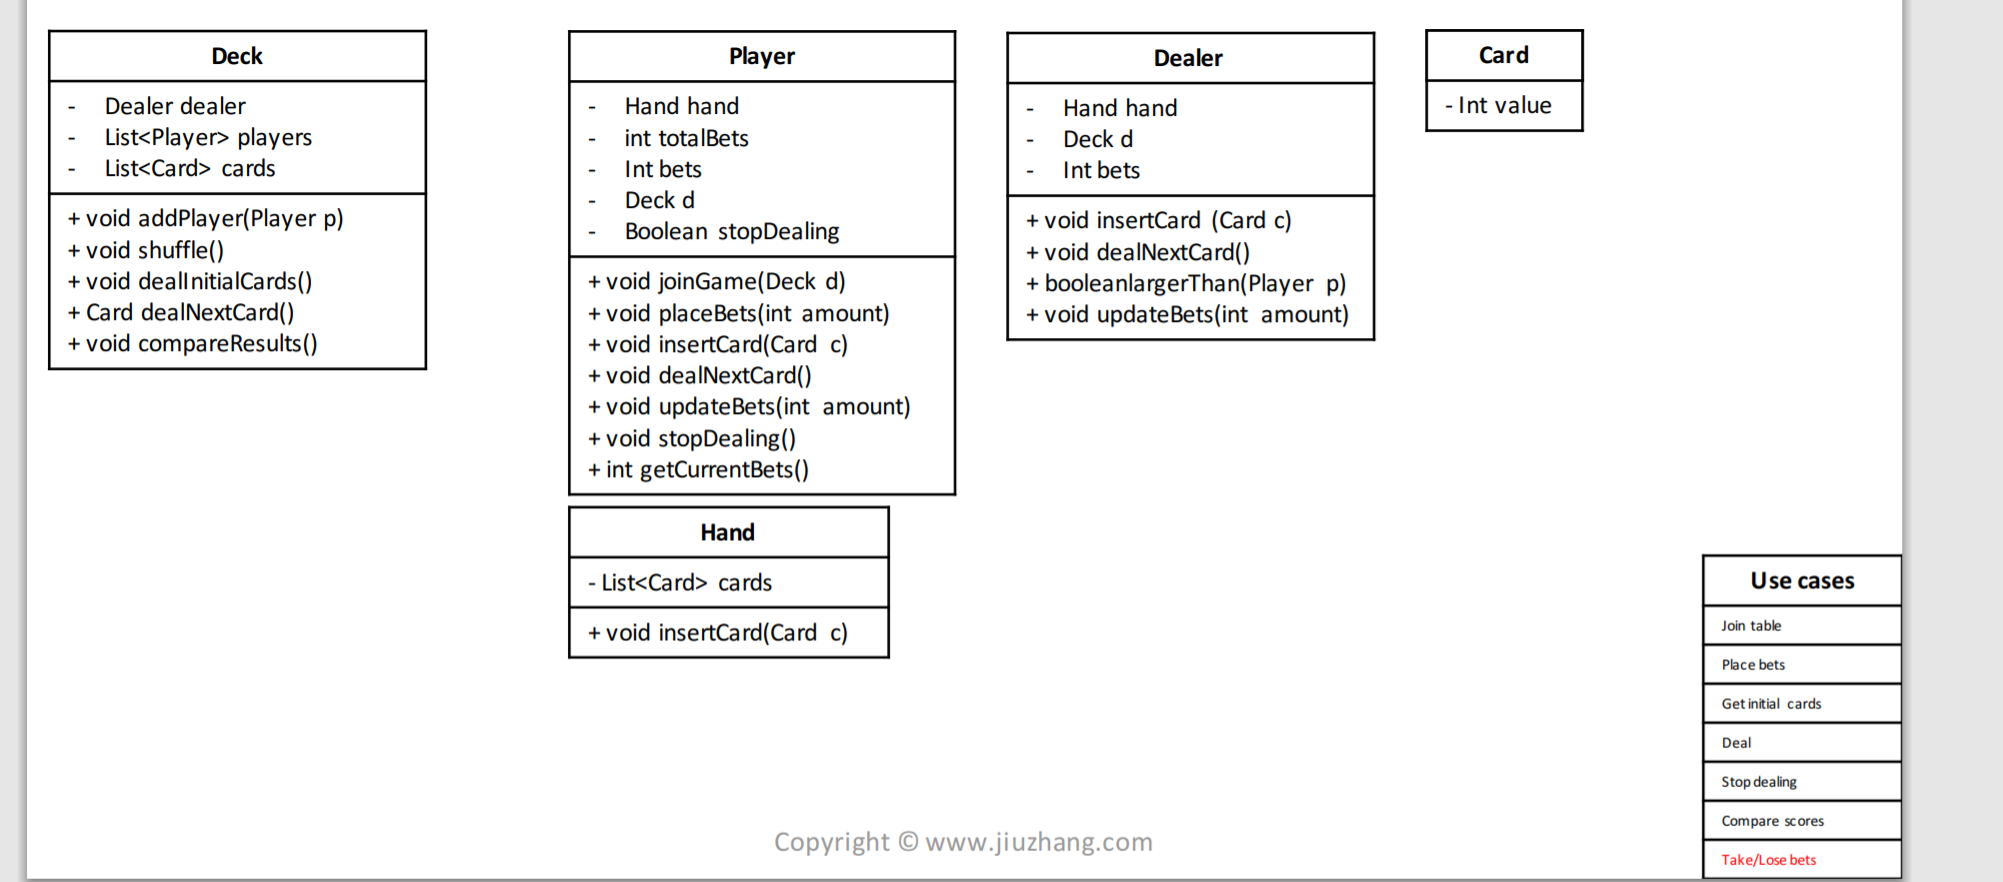 Deck
- Dealer dealer
- List<Player> players
- List<Card> cards
+ void addPlayer(Player p)
+ void shuffle()
+ void dealInitialCards()
+ Card dealNextCard()
+ void compareResults()
Player
- Hand hand
- int totalBets
- Int bets
- Deck d
- Boolean stopDealing
+ void joinGame(Deck d)
+ void placeBets(int amount)
+ void insertCard(Card c)
+ void dealNextCard()
+ void updateBets(int amount)
+ void stopDealing()
+ int getCurrentBets()
Hand
- List<Card> cards
+ void insertCard(Card c)
Dealer
- Hand hand
- Deck d
- Int bets
+ void insertCard (Card c)
+ void dealNextCard()
+ booleanlargerThan(Player p)
+ void updateBets(int amount)
Card
- Int value
Use cases
Join table
Place bets
Get initial cards
Deal
Stop dealing
Compare scores
Take/Lose bets
Copyright © www.jiuzhang.com